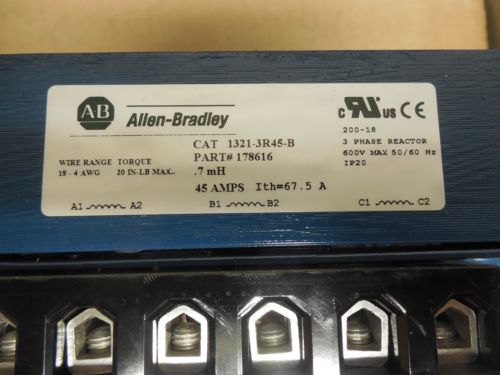 AB
Allen-Bradley
c RU us CE
CAT 1321-3R45-B
PART# 178616
.7 mH
45 AMPS Ith=67.5 A
WIRE RANGE TORQUE
18 - 4 AWG 20 IN-LB MAX..
200-18
3 PHASE REACTOR
600V MAX 50/60 Hz
IP20
A1 A2
B1 B2
C1 C2